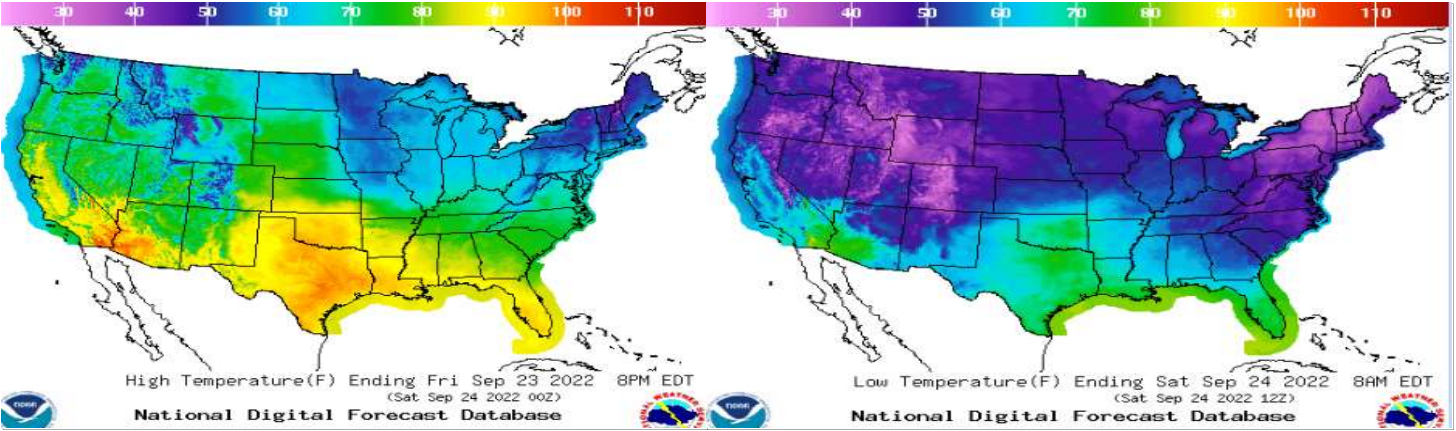 30 40 50 60 70 80 90 100 110
High Temperature(F) Ending Fri Sep 23 2022 8PM EDT
(Sat Sep 24 2022 00Z)
National Digital Forecast Database
30 40 50 60 70 80 90 100 110
Low Temperature(F) Ending Sat Sep 24 2022 8AM EDT
(Sat Sep 24 2022 12Z)
National Digital Forecast Database